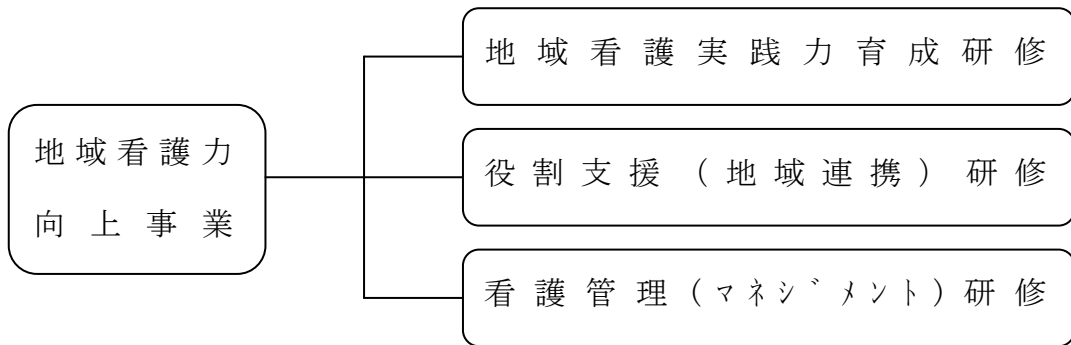 地域看護力
向上事業
地域看護実践力育成研修
役割支援（地域連携）研修
看護管理（ﾏﾈｼﾞﾒﾝﾄ）研修